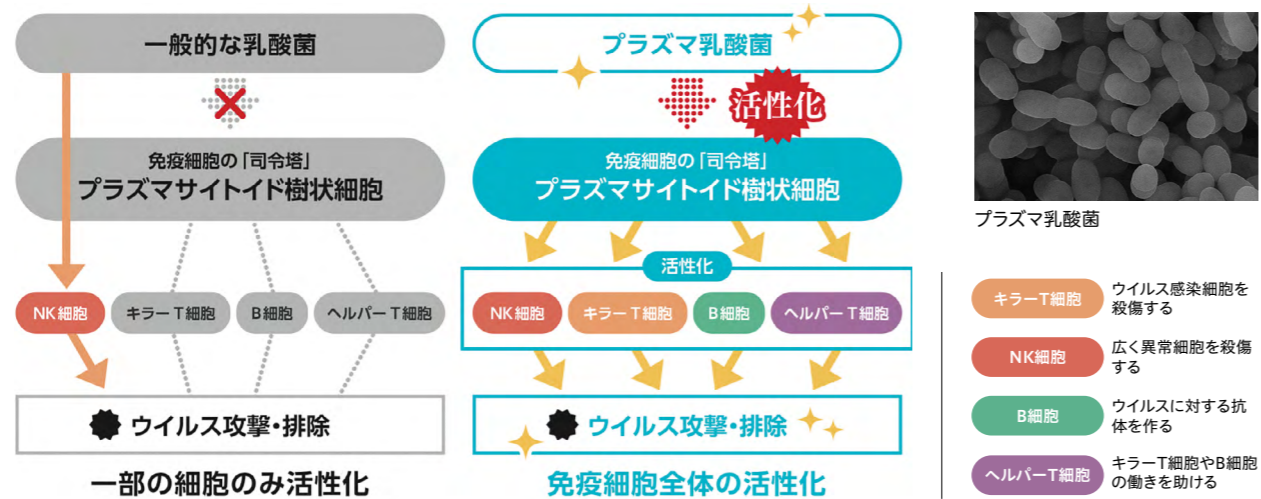 一般的な乳酸菌
免疫細胞の「司令塔」
プラズマサイトイド樹状細胞
NK細胞
キラーT細胞
B細胞
ヘルパーT細胞
ウイルス攻撃・排除
一部の細胞のみ活性化
プラズマ乳酸菌
活性化
免疫細胞の「司令塔」
プラズマサイトイド樹状細胞
活性化
NK細胞
キラーT細胞
B細胞
ヘルパーT細胞
ウイルス攻撃・排除
免疫細胞全体の活性化
プラズマ乳酸菌
キラーT細胞
ウイルス感染細胞を
殺傷する
NK細胞
広く異常細胞を殺傷
する
B細胞
ウイルスに対する抗
体を作る
ヘルパーT細胞
キラーT細胞やB細胞
の働きを助ける